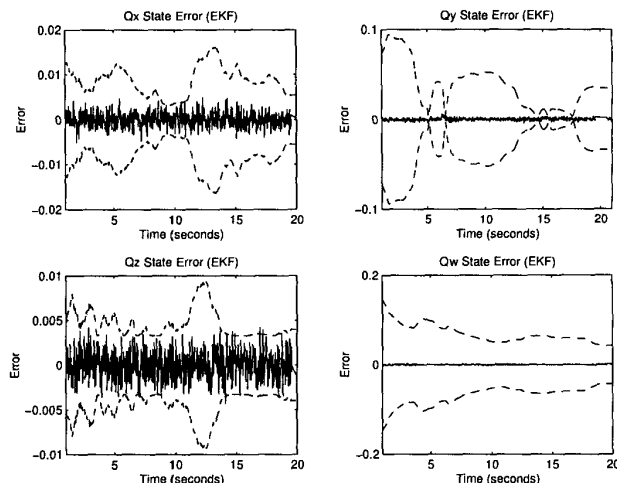 Qx State Error (EKF)
0.02
0.01
0
−0.01
−0.02
Error
5
10
15
20
Time (seconds)
Qy State Error (EKF)
0.1
0
−0.1
Error
5
10
15
20
Time (seconds)
Qz State Error (EKF)
0.01
0.005
0
−0.005
−0.01
Error
5
10
15
20
Time (seconds)
Qw State Error (EKF)
0.2
0
−0.2
Error
5
10
15
20
Time (seconds)